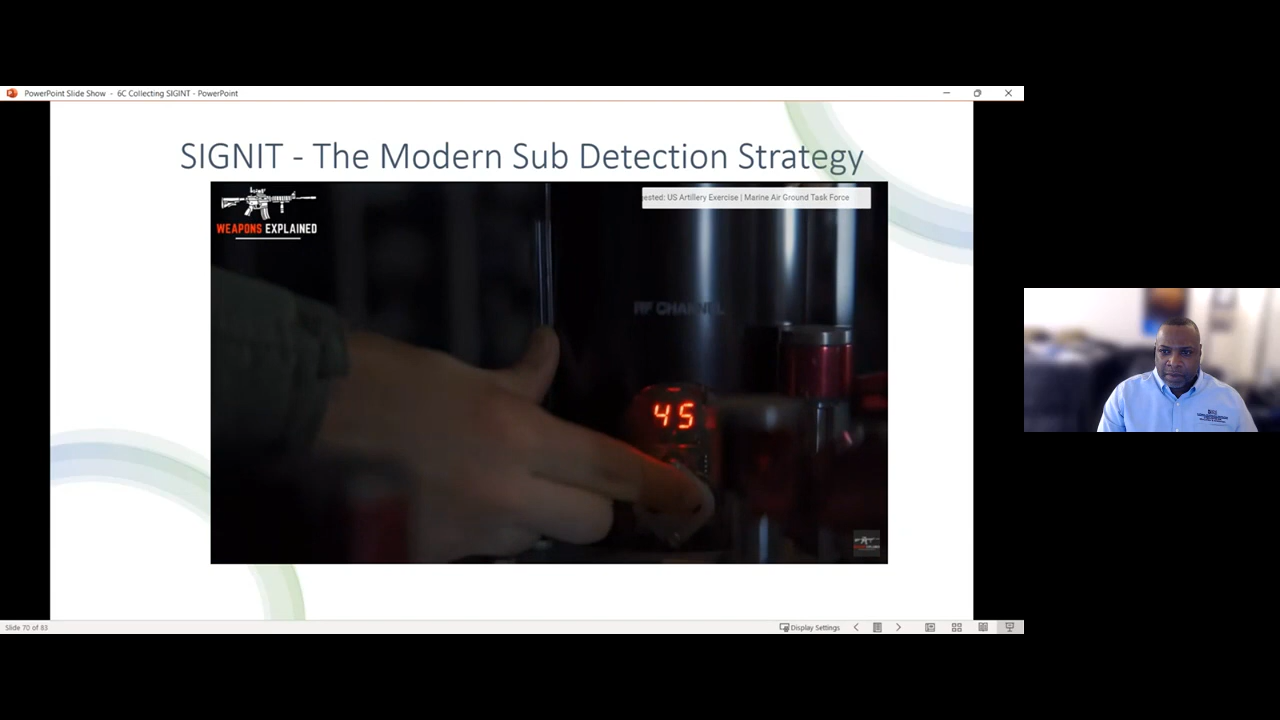 PowerPoint Slide Show - 6C Collecting SIGINT - PowerPoint
SIGNIT - The Modern Sub Detection Strategy
WEAPONS EXPLAINED
ested: US Artillery Exercise | Marine Air Ground Task Force
RF CHANNEL
45
Slide 70 of 83
Display Settings